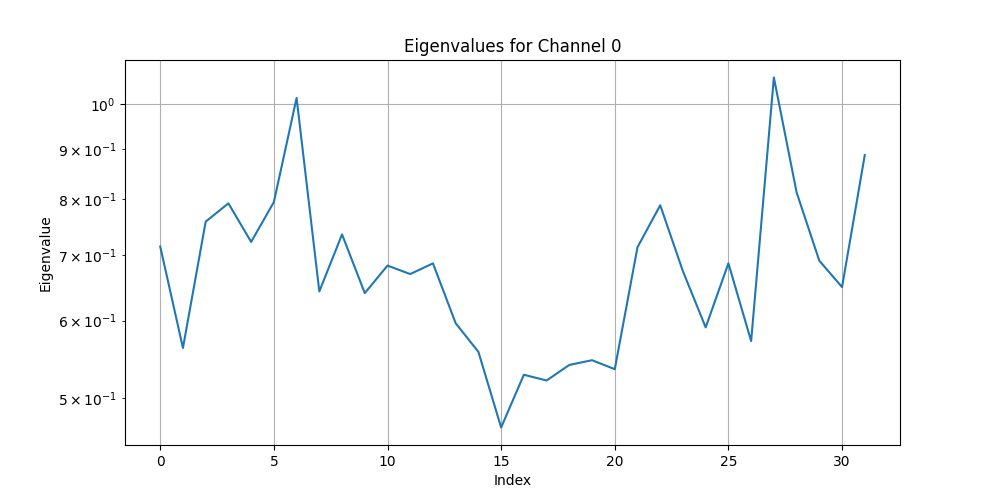 Eigenvalues for Channel 0
Eigenvalue
10⁰
9 × 10⁻¹
8 × 10⁻¹
7 × 10⁻¹
6 × 10⁻¹
5 × 10⁻¹
0 5 10 15 20 25 30
Index